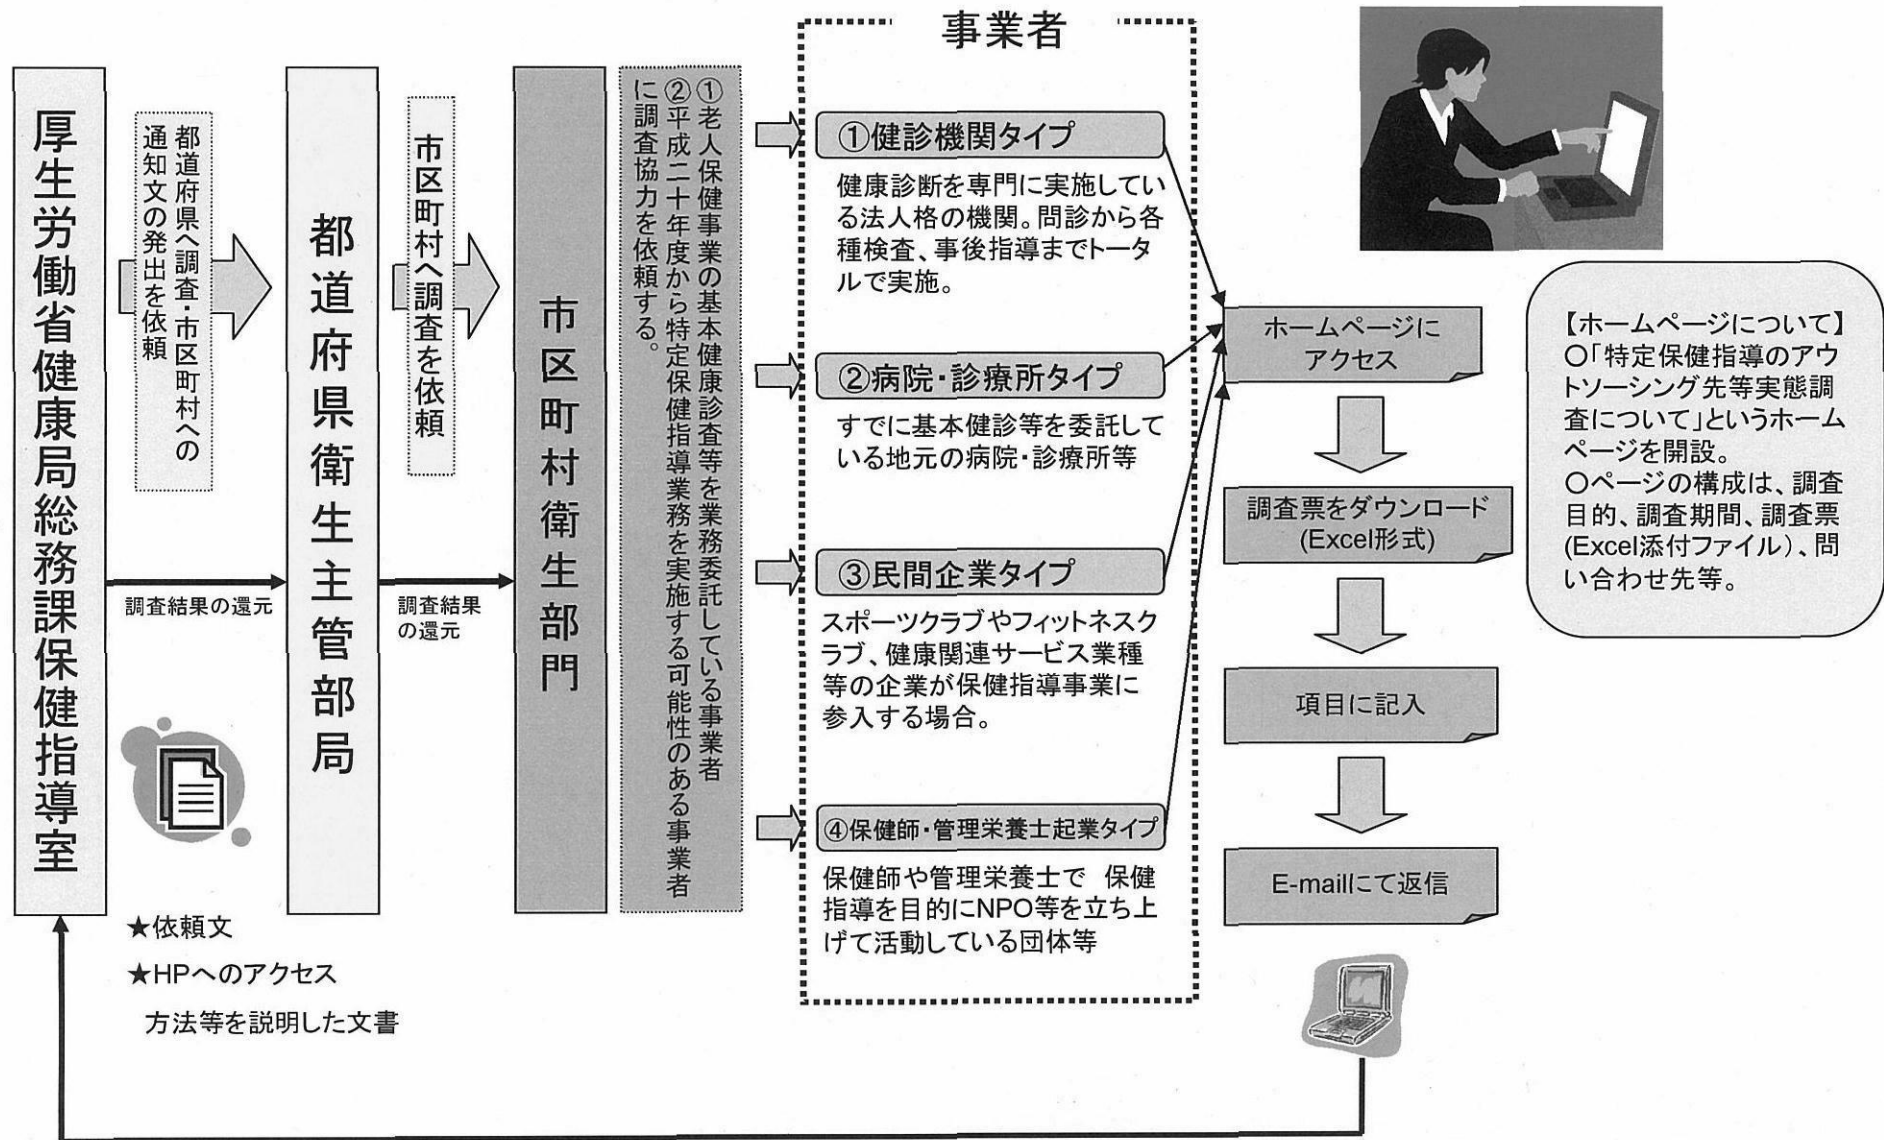 厚生労働省健康局総務課保健指導室
都道府県へ調査・市区町村への
通知文の発出を依頼
調査結果の還元
★依頼文
★HPへのアクセス
方法等を説明した文書
都道府県衛生主管部局
市区町村へ調査を依頼
調査結果
の還元
市区町村衛生部門
①老人保健事業の基本健康診査等を業務委託している事業者
②平成二十年度から特定保健指導業務を実施する可能性のある事業者
に調査協力を依頼する。
事業者
①健診機関タイプ
健康診断を専門に実施してい
る法人格の機関。問診から各
種検査、事後指導までトータ
ルで実施。
②病院・診療所タイプ
すでに基本健診等を委託して
いる地元の病院・診療所等
③民間企業タイプ
スポーツクラブやフィットネスク
ラブ、健康関連サービス業種
等の企業が保健指導事業に
参入する場合。
④保健師・管理栄養士起業タイプ
保健師や管理栄養士で 保健
指導を目的にNPO等を立ち上
げて活動している団体等
ホームページに
アクセス
調査票をダウンロード
(Excel形式)
項目に記入
E-mailにて返信
【ホームページについて】
〇「特定保健指導のアウ
トソーシング先等実態調
査について」というホーム
ページを開設。
〇ページの構成は、調査
目的、調査期間、調査票
(Excel添付ファイル)、問
い合わせ先等。